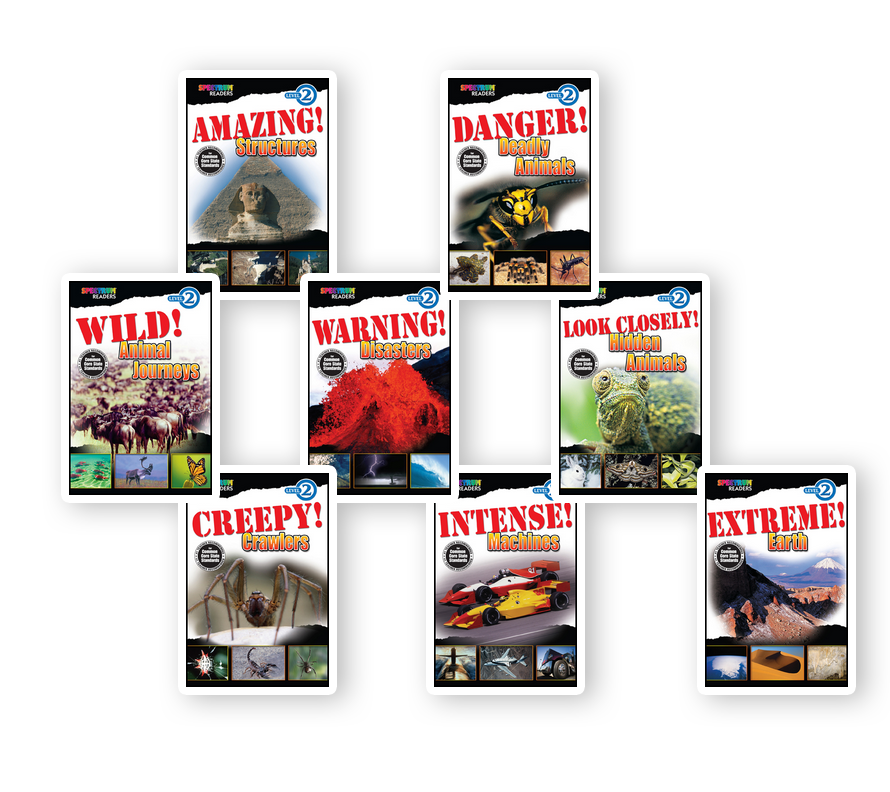 SPECTRUM
READERS
LEVEL 2
AMAZING!
Structures
Common
Core State
Standards
SPECTRUM
READERS
LEVEL 2
DANGER!
Deadly
Animals
Common
Core State
Standards
SPECTRUM
READERS
LEVEL 2
WILD!
Animal
Journeys
Common
Core State
Standards
SPECTRUM
READERS
LEVEL 2
WARNING!
Disasters
Common
Core State
Standards
LEVEL 2
LOOK CLOSELY!
Hidden
Animals
Common
Core State
Standards
LEVEL 2
CREEPY!
Crawlers
Common
Core State
Standards
LEVEL
INTENSE!
Machines
Common
Core State
Standards
SPECTRUM
READERS
LEVEL 2
EXTREME!
Earth
Common
Core State
Standards